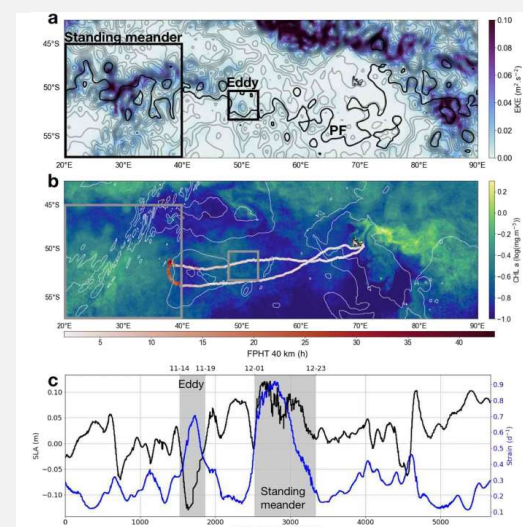 a
Standing meander
Eddy
PF
45°S
50°S
55°S
20°E 30°E 40°E 50°E 60°E 70°E 80°E 90°E
0.10
0.08
0.06
0.04
0.02
0.00
EKE (m².s⁻²)
b
45°S
50°S
55°S
20°E 30°E 40°E 50°E 60°E 70°E 80°E 90°E
0.2
0.0
−0.2
−0.4
−0.6
−0.8
−1.0
CHL a (log(mg.m⁻³)
5 10 15 20 25 30 35 40
FPHT 40 km (h)
11-14 11-19 12-01 12-23
c
Eddy
Standing
meander
0.10
0.05
0.00
−0.05
−0.10
SLA (m)
0.9
0.8
0.7
0.6
0.5
0.4
0.3
0.2
0.1
Strain (d⁻¹)
0 1000 2000 3000 4000 5000